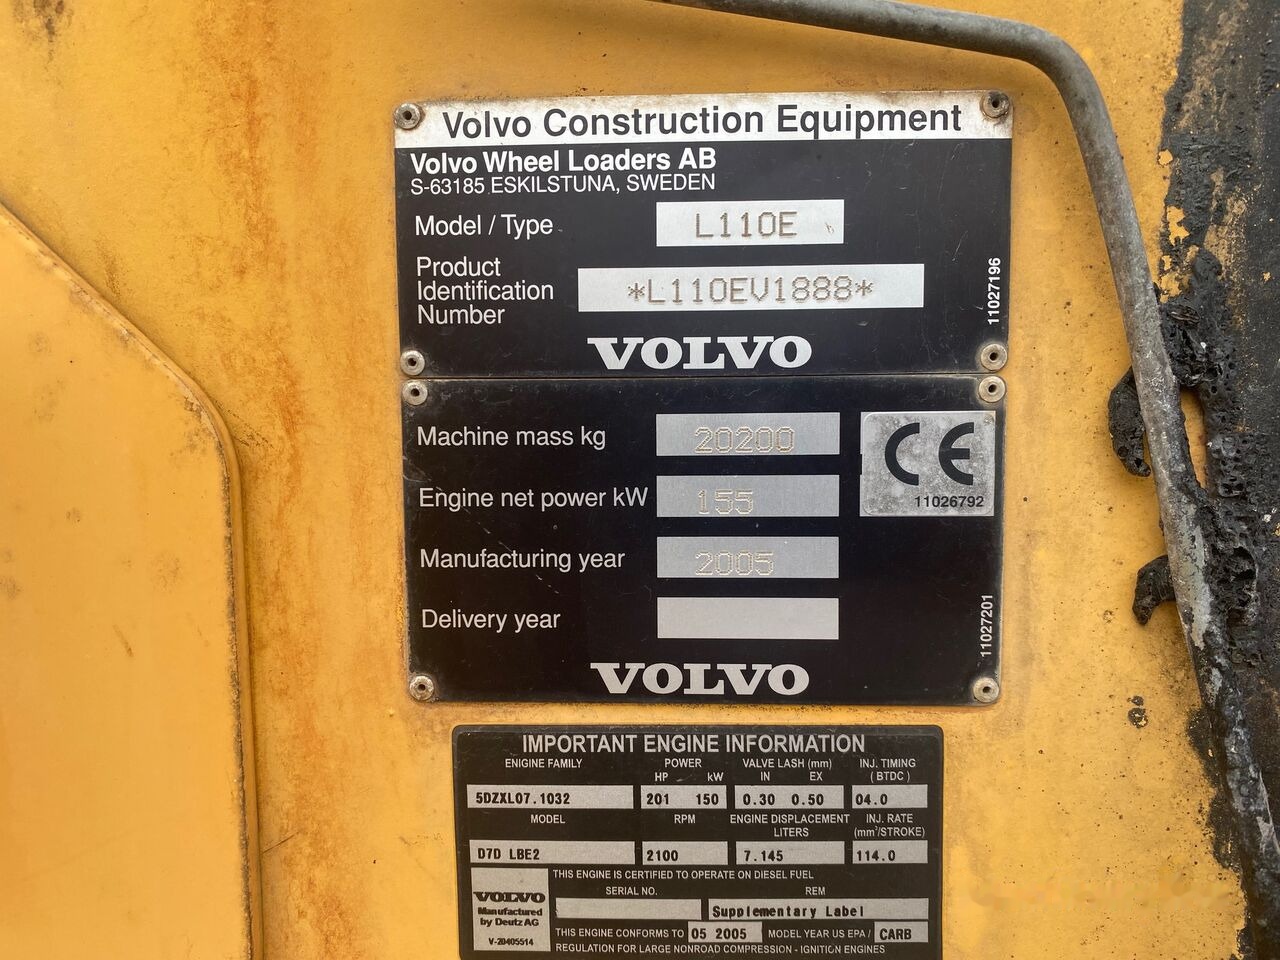 Volvo Construction Equipment
Volvo Wheel Loaders AB
S-63185 ESKILSTUNA, SWEDEN
Model / Type L110E
Product Identification Number *L110EV1888*
11027196
VOLVO
Machine mass kg 20200
CE
11026792
Engine net power kW 155
Manufacturing year 2005
Delivery year
11027201
VOLVO
IMPORTANT ENGINE INFORMATION
ENIGINE FAMILY POWER VALVE LASH (mm) INJ. TIMING
HP kW IN EX (BTDC)
5DZXL07.1032 201 150 0.30 0.50 04.0
MODEL RPM ENGINE DISPLACEMENT LITERS INJ. RATE (mm³/STROKE)
D7D LBE2 2100 7.145 114.0
THIS ENGINE IS CERTIFIED TO OPERATE ON DIESEL FUEL
SERIAL NO. REM
Supplementary Label
VOLVO
Manufactured
by Deutz AG
V-20405514
THIS ENGINE CONFORMS TO 05 2005 MODEL YEAR US EPA / CARB
REGULATION FOR LARGE NONROAD COMPRESSION - IGNITION ENGINES